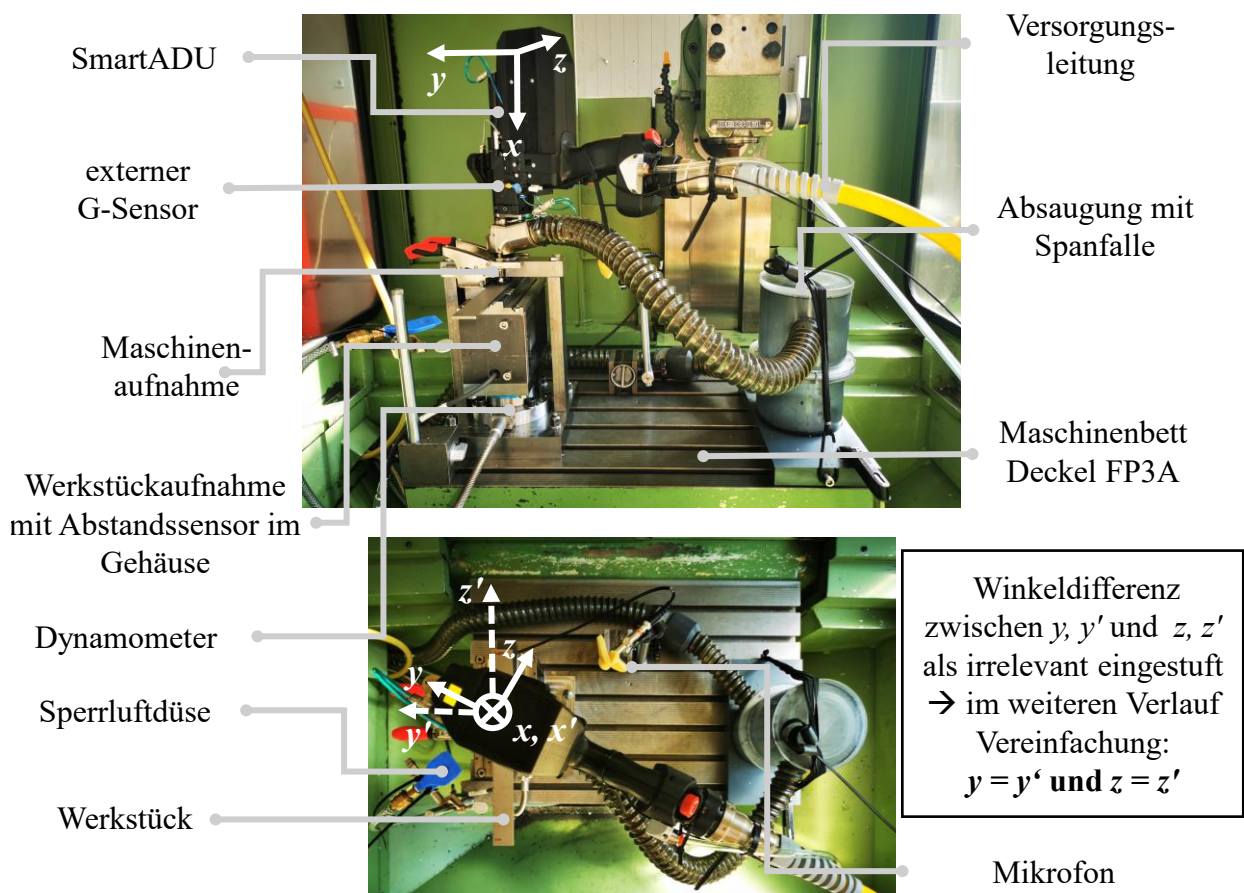 SmartADU
externer
G-Sensor
Maschinen-
aufnahme
Werkstückaufnahme
mit Abstandssensor im
Gehäuse
Dynamometer
Sperrluftdüse
Werkstück
y
z
x
Versorgungs-
leitung
Absaugung mit
Spanfalle
Maschinenbett
Deckel FP3A
z'
z
y
y'
x, x'
Winkeldifferenz
zwischen y, y' und z, z'
als irrelevant eingestuft
→ im weiteren Verlauf
Vereinfachung:
y = y‘ und z = z'
Mikrofon